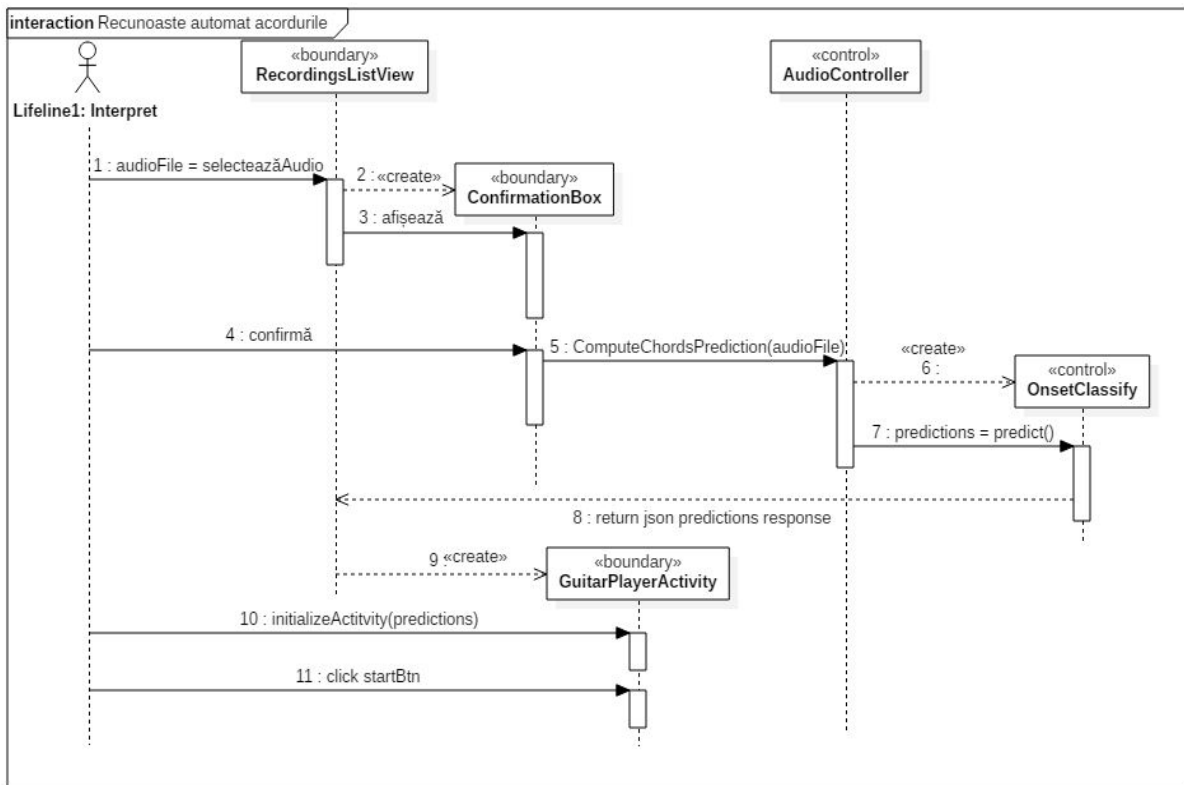 interaction Recunoaste automat acordurile
«boundary»
RecordingsListView
«control»
AudioController
Lifeline1: Interpret
1 : audioFile = selecteazăAudio
2 : «create»
«boundary»
ConfirmationBox
3 : afișează
4 : confirmă
5 : ComputeChordsPrediction(audioFile)
«create»
6 :
«control»
OnsetClassify
7 : predictions = predict()
8 : return json predictions response
9 : «create»
«boundary»
GuitarPlayerActivity
10 : initializeActitvity(predictions)
11 : click startBtn